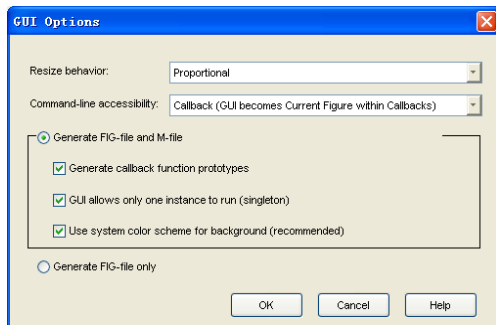 GUI Options
Resize behavior: Proportional
Command-line accessibility: Callback (GUI becomes Current Figure within Callbacks)
Generate FIG-file and M-file
Generate callback function prototypes
GUI allows only one instance to run (singleton)
Use system color scheme for background (recommended)
Generate FIG-file only
OK Cancel Help